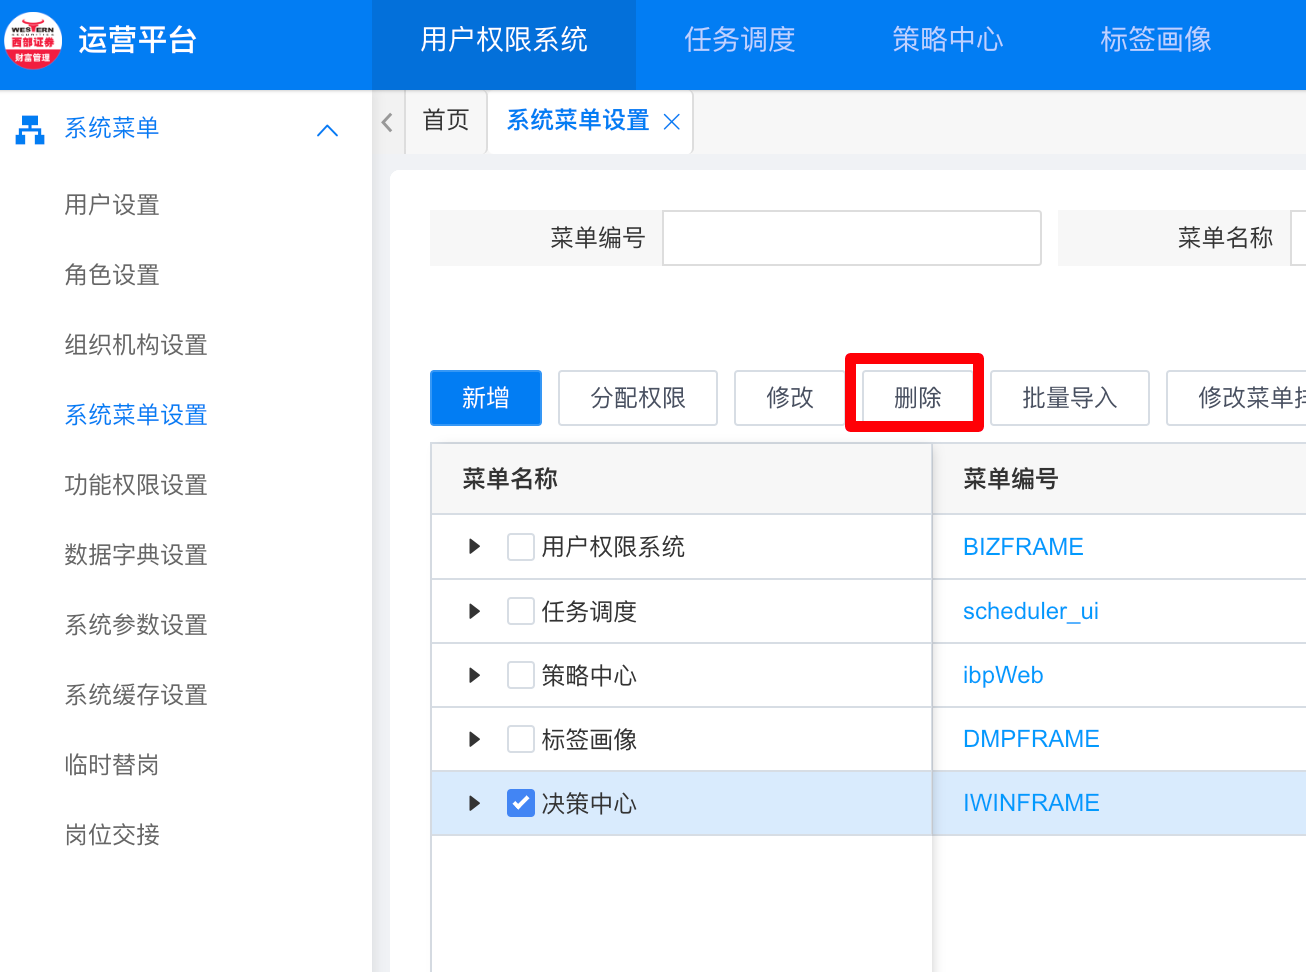 WESTERN
SECURITIES
西部证券
财富管理
运营平台
用户权限系统
任务调度
策略中心
标签画像
系统菜单
用户设置
角色设置
组织机构设置
系统菜单设置
功能权限设置
数据字典设置
系统参数设置
系统缓存设置
临时替岗
岗位交接
首页
系统菜单设置
菜单编号
菜单名称
新增
分配权限
修改
删除
批量导入
修改菜单
菜单名称
菜单编号
用户权限系统
BIZFRAME
任务调度
scheduler_ui
策略中心
ibpWeb
标签画像
DMPFRAME
决策中心
IWINFRAME